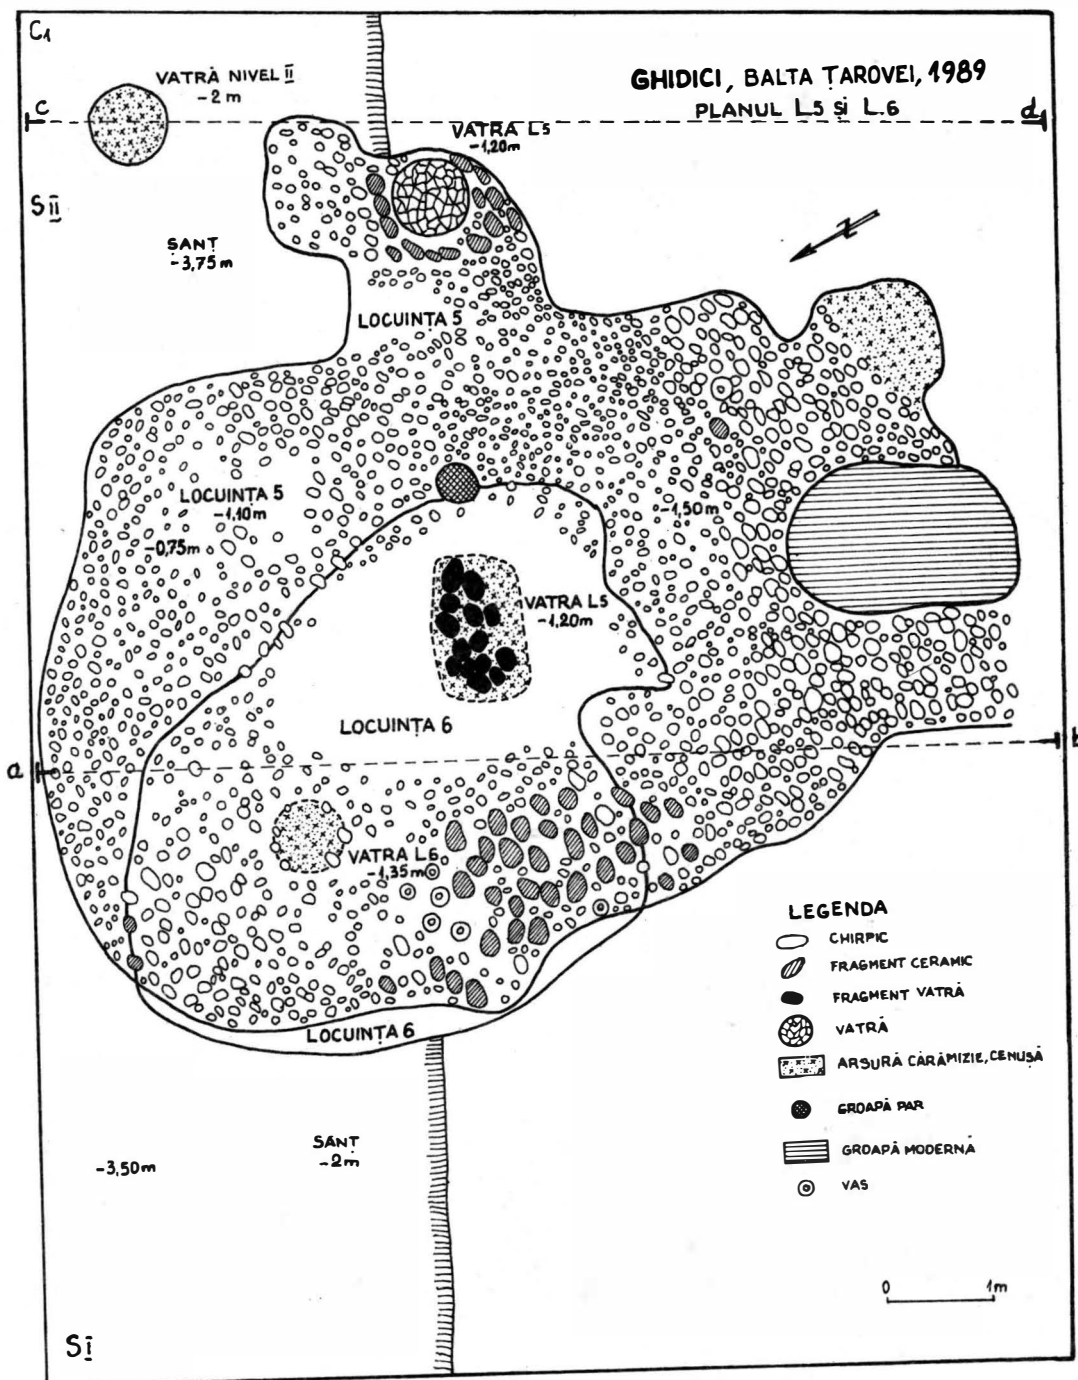 C1
VATRĂ NIVEL II
-2 m
GHIDICI, BALTA ȚAROVEI, 1989
PLANUL L5 ȘI L.6
c
d
VATRA L5
-1,20m
S II
SANȚ
-3,75m
LOCUINȚA 5
LOCUINȚA 5
-1,10m
-0,75m
-1,50m
VATRA L5
-1,20m
LOCUINȚA 6
a
b
VATRA L6
-1,35m
LOCUINȚA 6
LEGENDA
CHIRPIC
FRAGMENT CERAMIC
FRAGMENT VATRĂ
VATRĂ
ARSURĂ CĂRĂMIZIE, CENUȘĂ
GROAPĂ PAR
GROAPĂ MODERNĂ
VAS
SANȚ
-2m
-3,50m
0 1m
S I